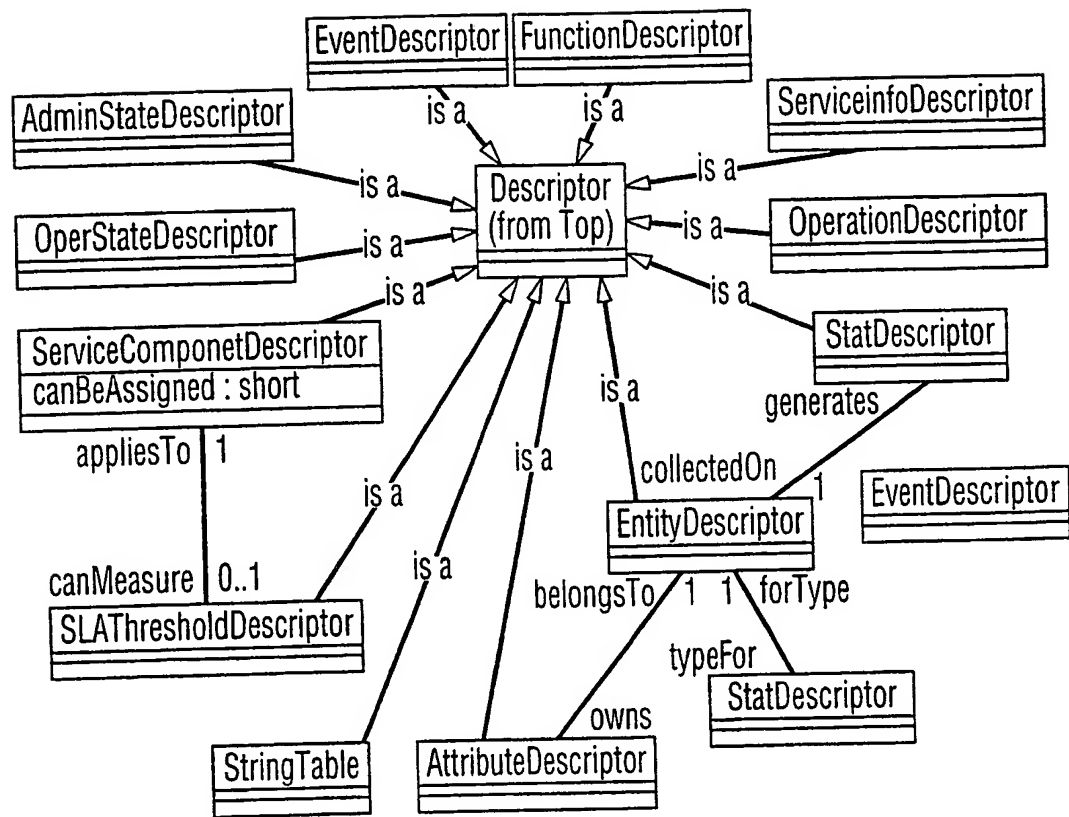 EventDescriptor
FunctionDescriptor
AdminStateDescriptor
ServiceinfoDescriptor
is a
is a
is a
is a
Descriptor
(from Top)
OperStateDescriptor
is a
is a
OperationDescriptor
is a
is a
ServiceComponetDescriptor
canBeAssigned : short
StatDescriptor
is a
generates
appliesTo 1
is a
is a
collectedOn 1
EventDescriptor
EntityDescriptor
is a
canMeasure 0..1
belongsTo 1 1 forType
SLAThresholdDescriptor
typeFor
StatDescriptor
owns
StringTable
AttributeDescriptor